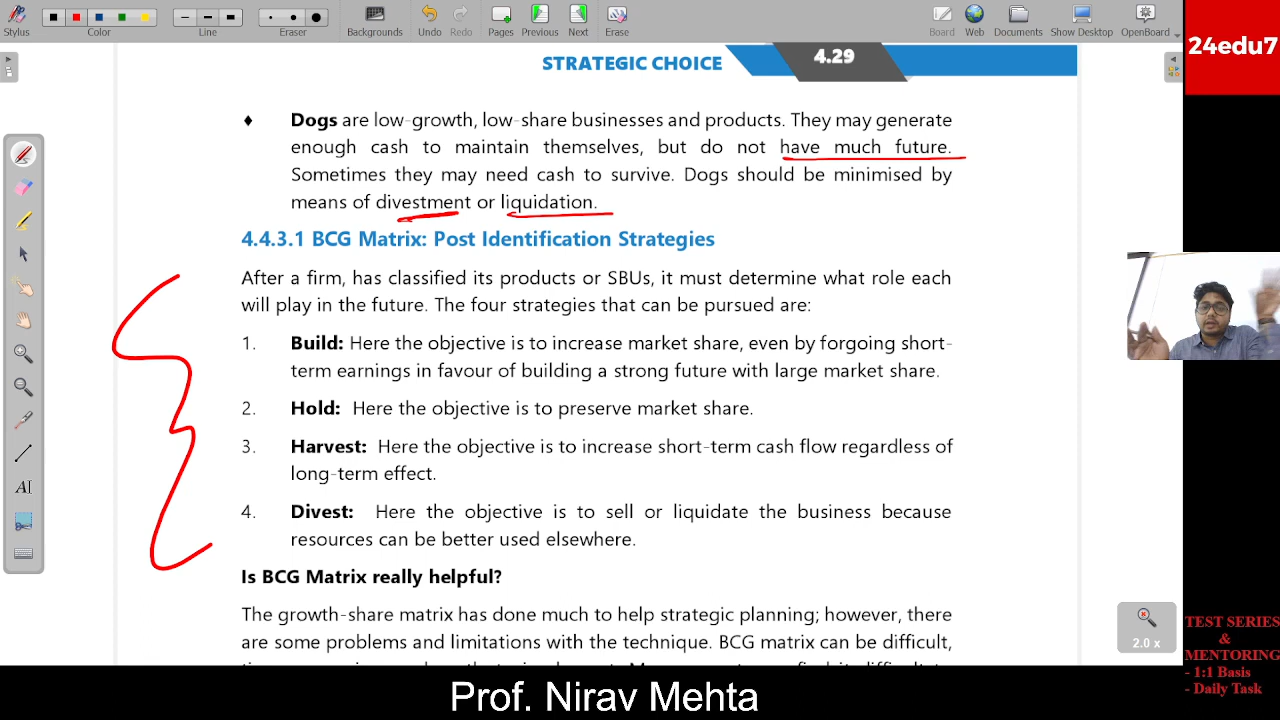 Stylus
Color
Line
Eraser
Backgrounds
Undo
Redo
Pages
Previous
Next
Erase
Board
Web
Documents
Show Desktop
OpenBoard
24edu7
STRATEGIC CHOICE
4.29
♦ Dogs are low-growth, low-share businesses and products. They may generate
enough cash to maintain themselves, but do not have much future.
Sometimes they may need cash to survive. Dogs should be minimised by
means of divestment or liquidation.
4.4.3.1 BCG Matrix: Post Identification Strategies
After a firm, has classified its products or SBUs, it must determine what role each
will play in the future. The four strategies that can be pursued are:
1. Build: Here the objective is to increase market share, even by forgoing short-
term earnings in favour of building a strong future with large market share.
2. Hold: Here the objective is to preserve market share.
3. Harvest: Here the objective is to increase short-term cash flow regardless of
long-term effect.
4. Divest: Here the objective is to sell or liquidate the business because
resources can be better used elsewhere.
Is BCG Matrix really helpful?
The growth-share matrix has done much to help strategic planning; however, there
are some problems and limitations with the technique. BCG matrix can be difficult,
AI
2.0 x
TEST SERIES
&
MENTORING
- 1:1 Basis
- Daily Task
Prof. Nirav Mehta